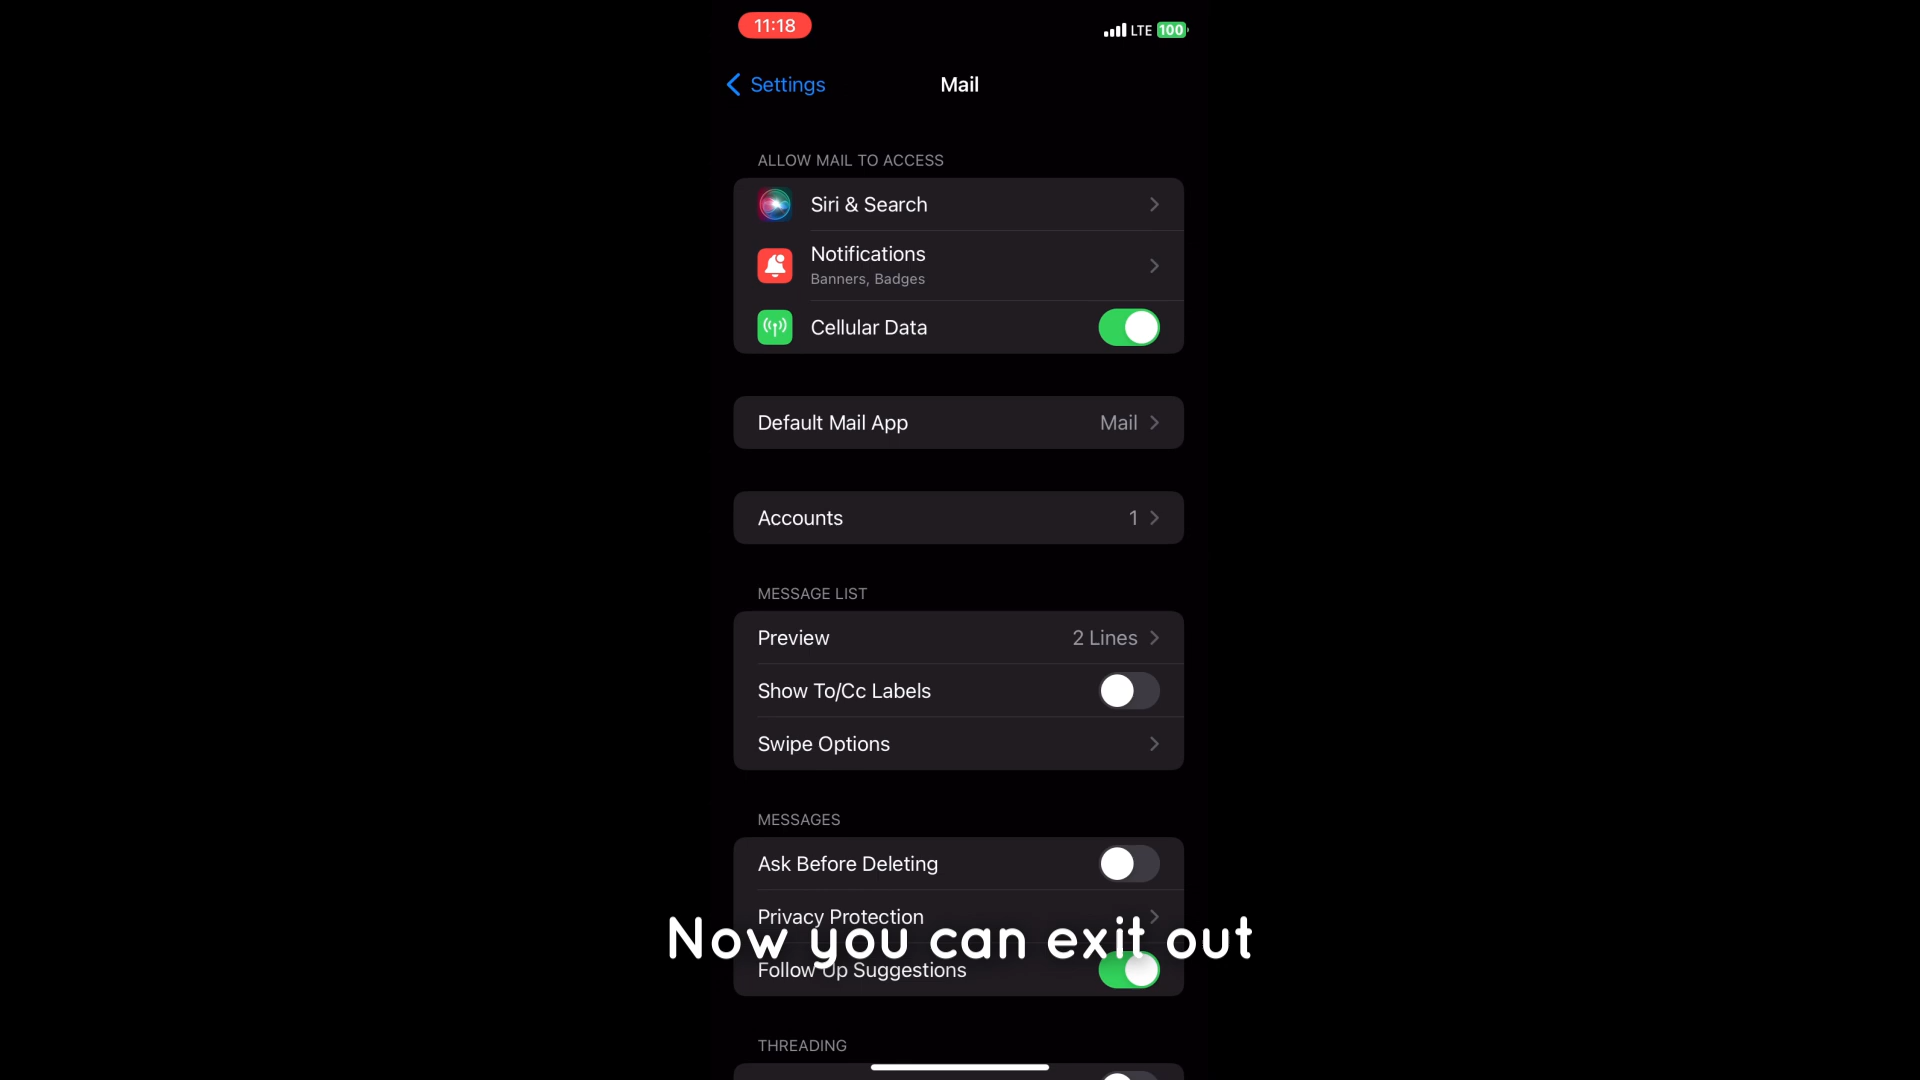 11:18
LTE 100
Settings
Mail
ALLOW MAIL TO ACCESS
Siri & Search
Notifications
Banners, Badges
Cellular Data
Default Mail App Mail
Accounts 1
MESSAGE LIST
Preview 2 Lines
Show To/Cc Labels
Swipe Options
MESSAGES
Ask Before Deleting
Privacy Protection
Now you can exit out
Follow Up Suggestions
THREADING